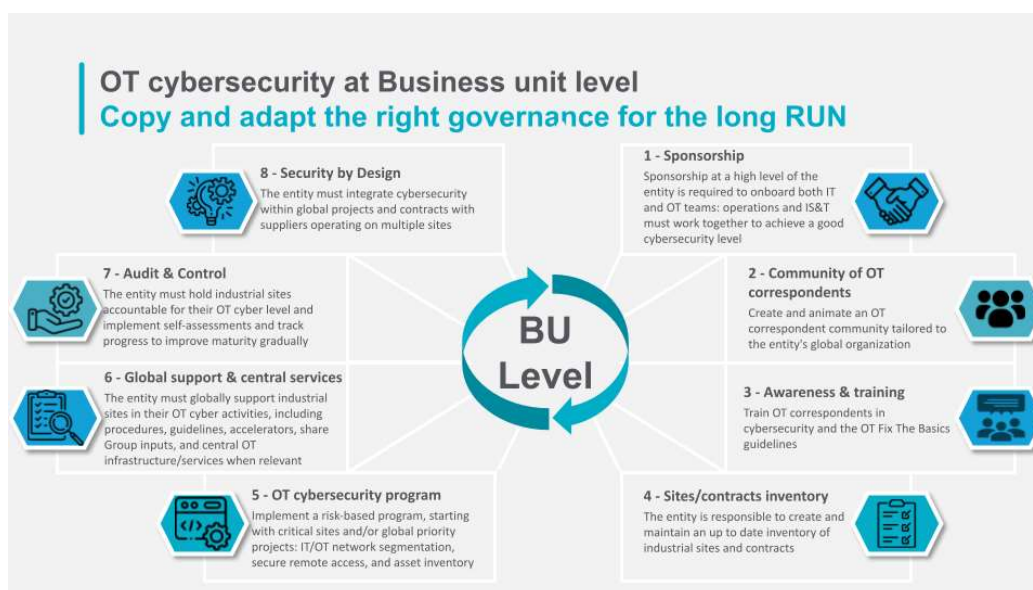 OT cybersecurity at Business unit level
Copy and adapt the right governance for the long RUN
1 - Sponsorship
Sponsorship at a high level of the
entity is required to onboard both IT
and OT teams: operations and IS&T
must work together to achieve a good
cybersecurity level
2 - Community of OT
correspondents
Create and animate an OT
correspondent community tailored to
the entity's global organization
3 - Awareness & training
Train OT correspondents in
cybersecurity and the OT Fix The Basics
guidelines
4 - Sites/contracts inventory
The entity is responsible to create and
maintain an up to date inventory of
industrial sites and contracts
5 - OT cybersecurity program
Implement a risk-based program, starting
with critical sites and/or global priority
projects: IT/OT network segmentation,
secure remote access, and asset inventory
6 - Global support & central services
The entity must globally support industrial
sites in their OT cyber activities, including
procedures, guidelines, accelerators, share
Group inputs, and central OT
infrastructure/services when relevant
7 - Audit & Control
The entity must hold industrial sites
accountable for their OT cyber level and
implement self-assessments and track
progress to improve maturity gradually
8 - Security by Design
The entity must integrate cybersecurity
within global projects and contracts with
suppliers operating on multiple sites
BU
Level